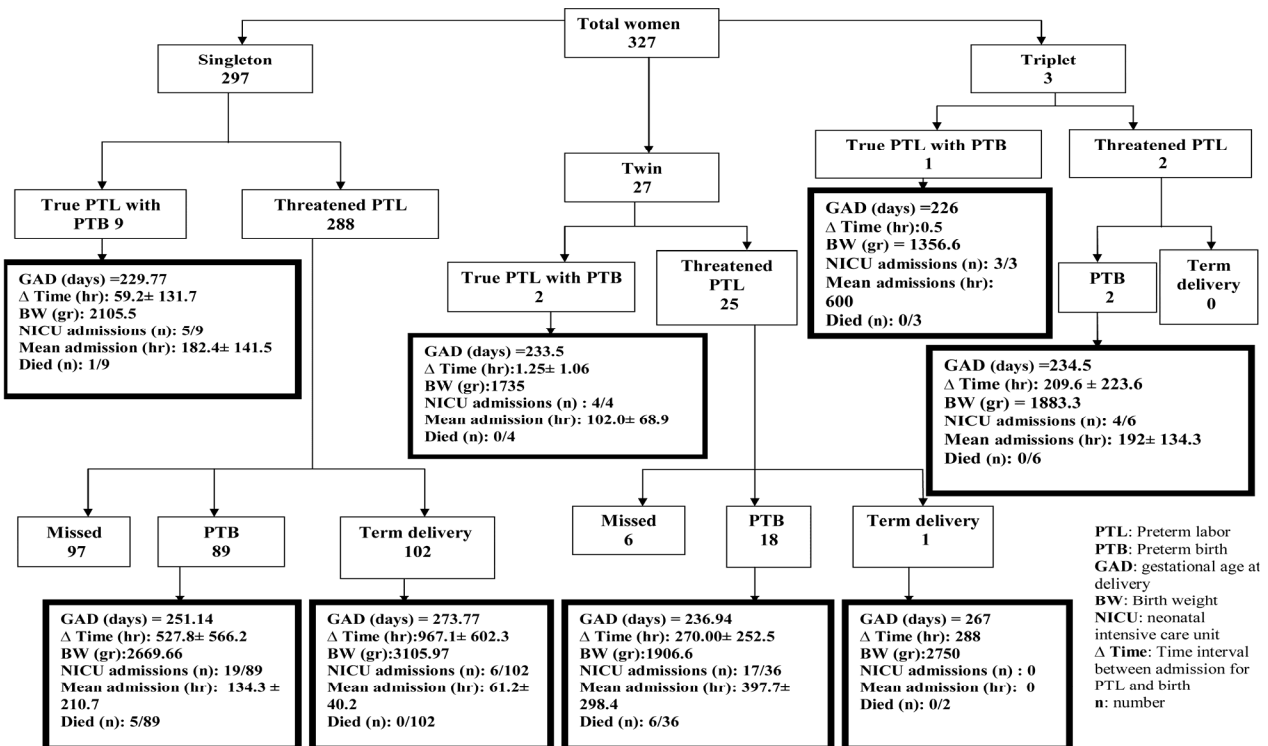 Total women
327
Singleton
297
Triplet
3
True PTL with PTB
1
Threatened PTL
2
Twin
27
True PTL with
PTB 9
Threatened PTL
288
GAD (days) =226
Δ Time (hr):0.5
BW (gr) = 1356.6
NICU admissions (n): 3/3
Mean admissions (hr):
600
Died (n): 0/3
PTB
2
Term
delivery
0
True PTL with PTB
2
Threatened
PTL
25
GAD (days) =229.77
Δ Time (hr): 59.2± 131.7
BW (gr): 2105.5
NICU admissions (n): 5/9
Mean admission (hr): 182.4± 141.5
Died (n): 1/9
GAD (days) =233.5
Δ Time (hr):1.25± 1.06
BW (gr):1735
NICU admissions (n) : 4/4
Mean admission (hr): 102.0± 68.9
Died (n): 0/4
GAD (days) =234.5
Δ Time (hr): 209.6 ± 223.6
BW (gr) = 1883.3
NICU admissions (n): 4/6
Mean admissions (hr): 192± 134.3
Died (n): 0/6
Missed
97
PTB
89
Term delivery
102
Missed
6
PTB
18
Term delivery
1
GAD (days) = 251.14
Δ Time (hr): 527.8± 566.2
BW (gr):2669.66
NICU admissions (n): 19/89
Mean admission (hr): 134.3 ±
210.7
Died (n): 5/89
GAD (days) = 273.77
Δ Time (hr):967.1± 602.3
BW (gr):3105.97
NICU admissions (n): 6/102
Mean admission (hr): 61.2±
40.2
Died (n): 0/102
GAD (days) = 236.94
Δ Time (hr): 270.00± 252.5
BW (gr):1906.6
NICU admissions (n): 17/36
Mean admission (hr): 397.7±
298.4
Died (n): 6/36
GAD (days) = 267
Δ Time (hr): 288
BW (gr):2750
NICU admissions (n): 0
Mean admission (hr): 0
Died (n): 0/2
PTL: Preterm labor
PTB: Preterm birth
GAD: gestational age at
delivery
BW: Birth weight
NICU: neonatal
intensive care unit
Δ Time: Time interval
between admission for
PTL and birth
n: number